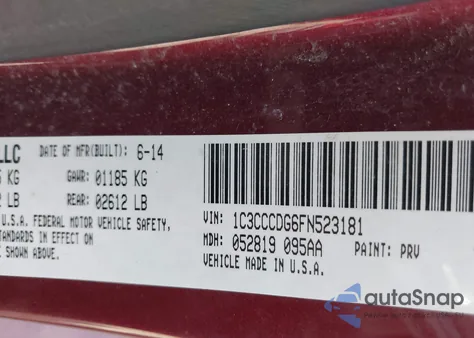 LLC DATE OF MFR(BUILT): 6-14
KG GAWR: 01185 KG
LB REAR: 02612 LB
U.S.A. FEDERAL MOTOR VEHICLE SAFETY,
STANDARDS IN EFFECT ON
SHOWN ABOVE.
VIN: 1C3CCCDG6FN523181
MDH: 052819 095AA PAINT: PRV
VEHICLE MADE IN U.S.A.
autoSnap